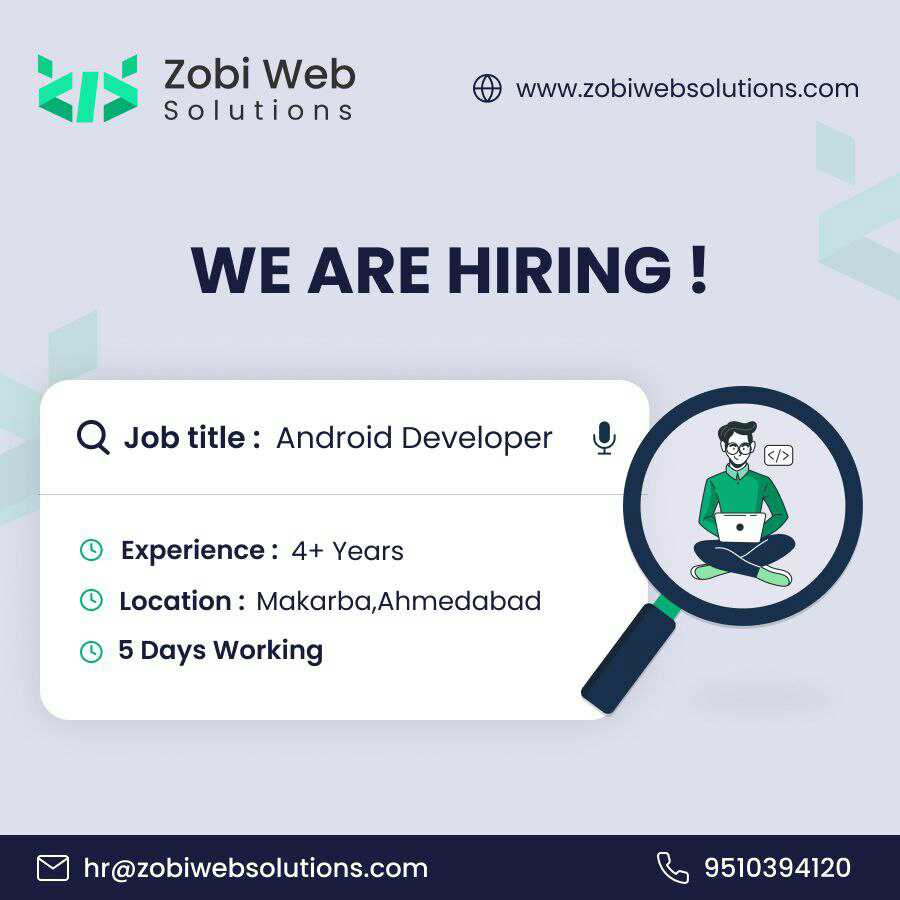 Zobi Web
Solutions
www.zobiwebsolutions.com
WE ARE HIRING !
Job title : Android Developer
</>
Experience : 4+ Years
Location : Makarba,Ahmedabad
5 Days Working
hr@zobiwebsolutions.com
9510394120